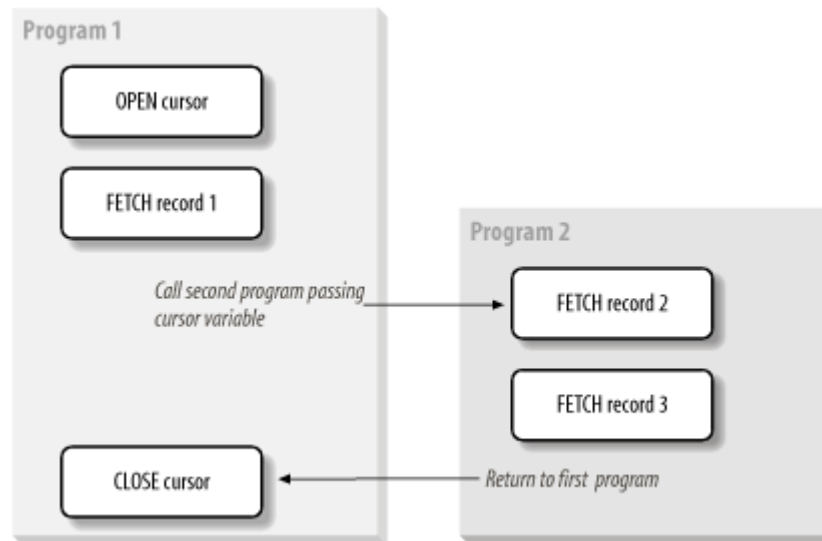 Program 1
OPEN cursor
FETCH record 1
Call second program passing
cursor variable
Program 2
FETCH record 2
FETCH record 3
CLOSE cursor
Return to first program